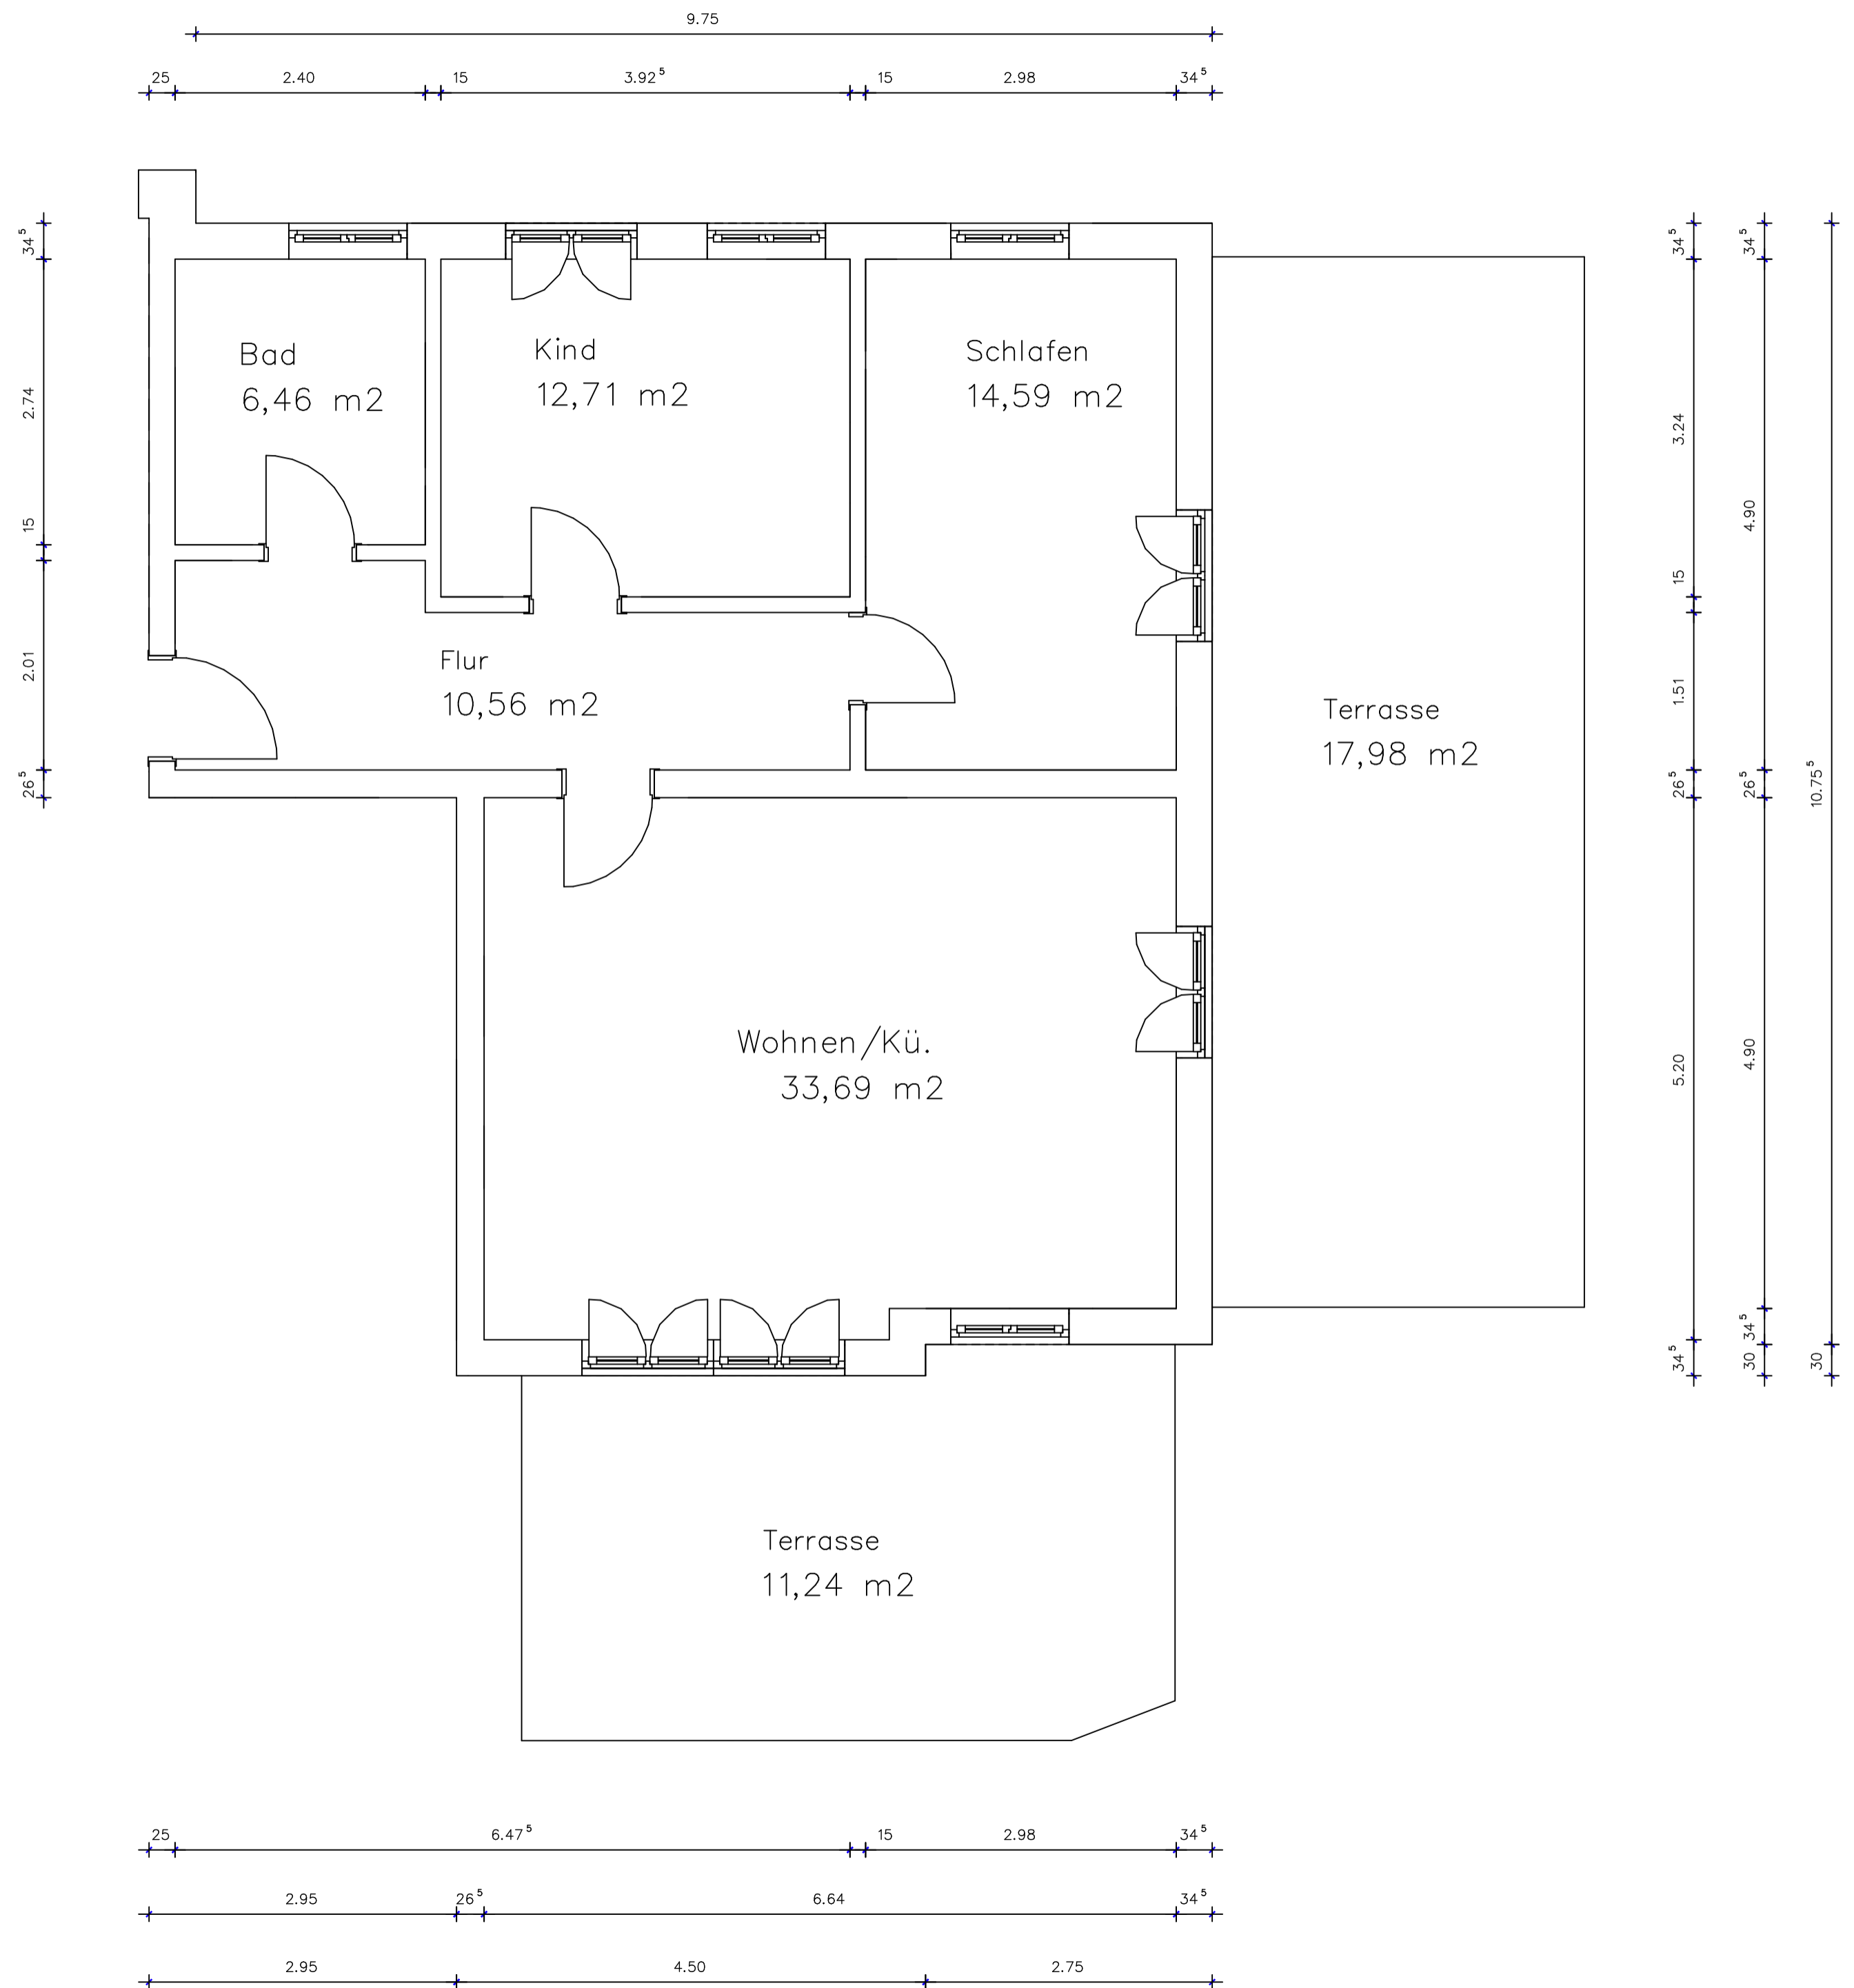 9.75
25 2.40 15 3.92⁵ 15 2.98 34⁵
34⁵
2.74
15
2.01
26⁵
Bad
6,46 m2
Kind
12,71 m2
Schlafen
14,59 m2
Flur
10,56 m2
Terrasse
17,98 m2
Wohnen/Kü.
33,69 m2
Terrasse
11,24 m2
34⁵
3.24
15
1.51
26⁵
5.20
34⁵
34⁵
4.90
26⁵
4.90
34⁵
30
10.75⁵
30
25 6.47⁵ 15 2.98 34⁵
2.95 26⁵ 6.64 34⁵
2.95 4.50 2.75